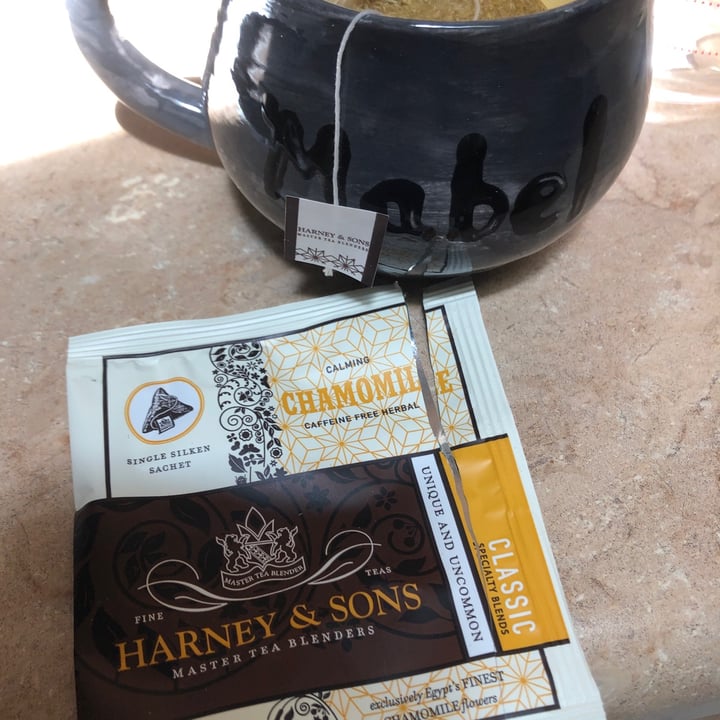 Mabel
HARNEY & SONS
MASTER TEA BLENDERS
CALMING
CHAMOMILE
CAFFEINE FREE HERBAL
SINGLE SILKEN
SACHET
UNIQUE AND UNCOMMON
CLASSIC
SPECIALTY BLENDS
MASTER TEA BLENDER
FINE TEAS
HARNEY & SONS
MASTER TEA BLENDERS
exclusively Egypt's FINEST
CHAMOMILE flowers